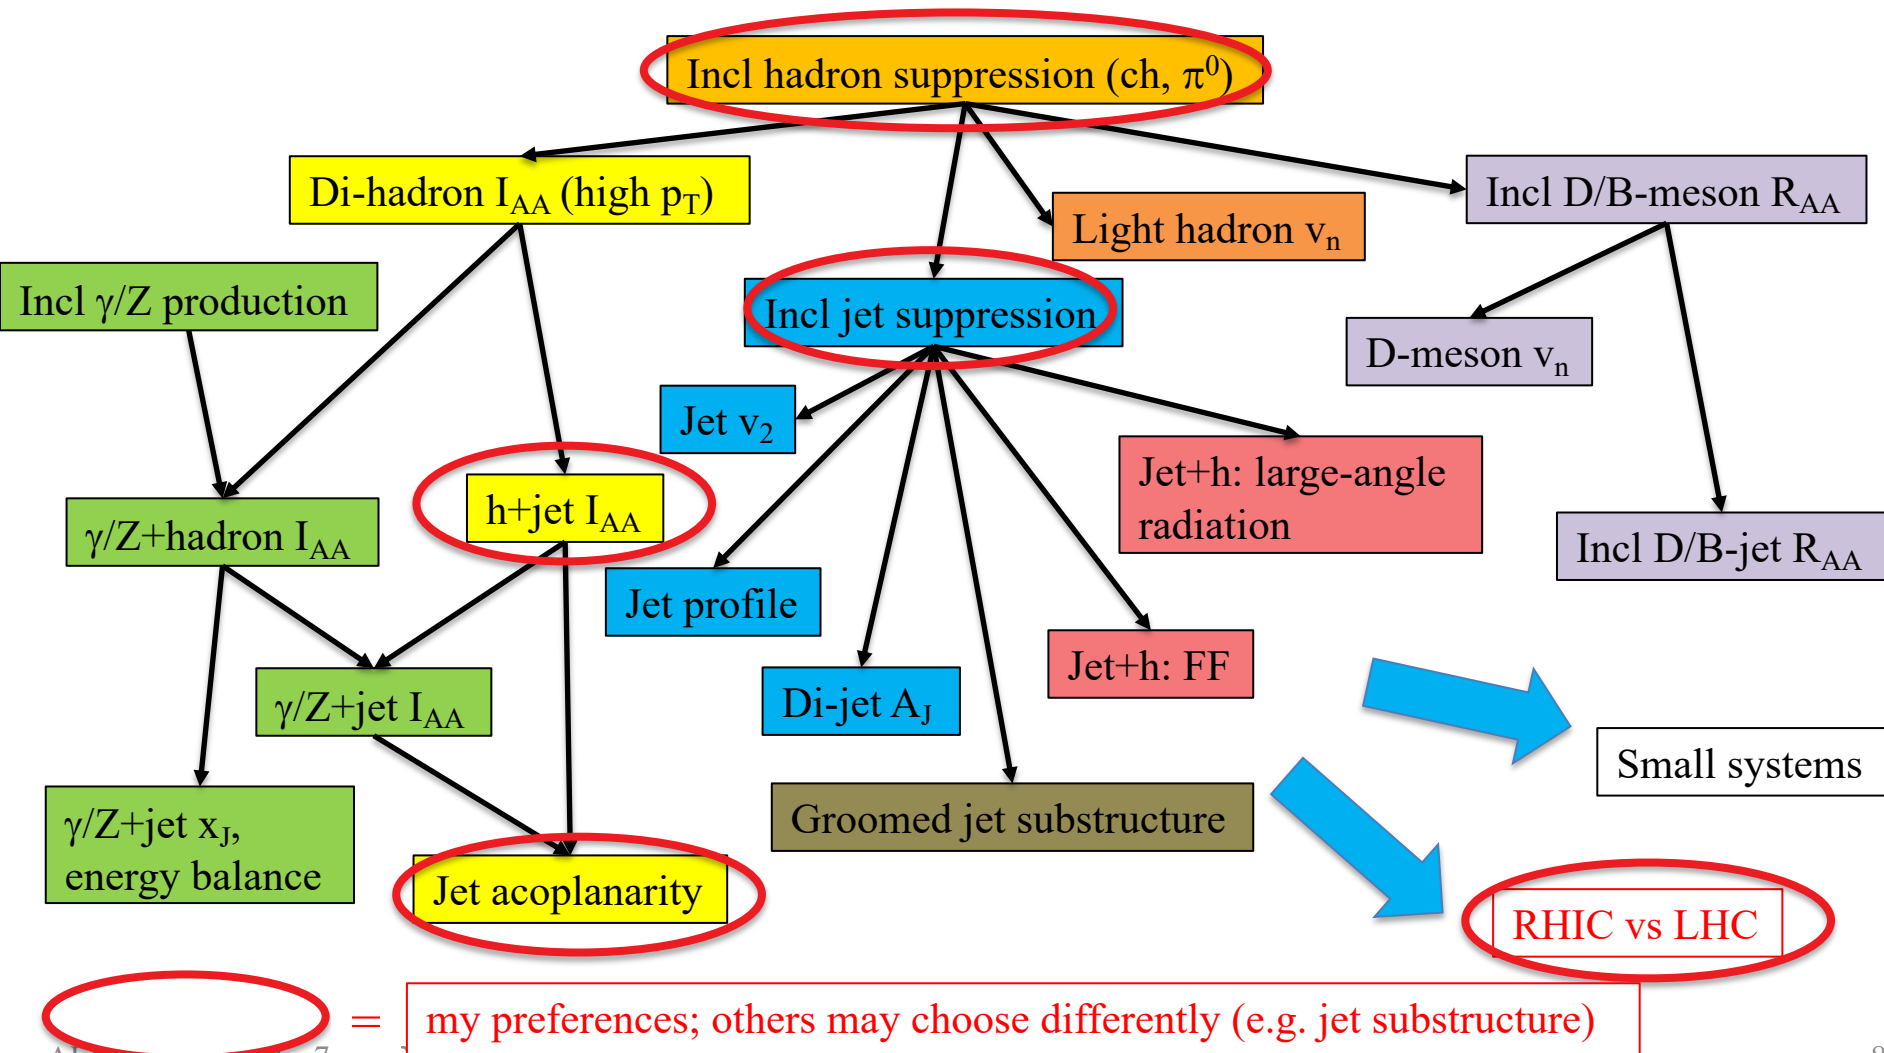 Incl hadron suppression (ch, π⁰)
Di-hadron I_AA (high p_T)
Incl D/B-meson R_AA
Light hadron v_n
Incl γ/Z production
Incl jet suppression
D-meson v_n
Jet v₂
Jet+h: large-angle
radiation
h+jet I_AA
γ/Z+hadron I_AA
Incl D/B-jet R_AA
Jet profile
Jet+h: FF
γ/Z+jet I_AA
Di-jet A_J
Small systems
γ/Z+jet x_J,
energy balance
Groomed jet substructure
Jet acoplanarity
RHIC vs LHC
= my preferences; others may choose differently (e.g. jet substructure)